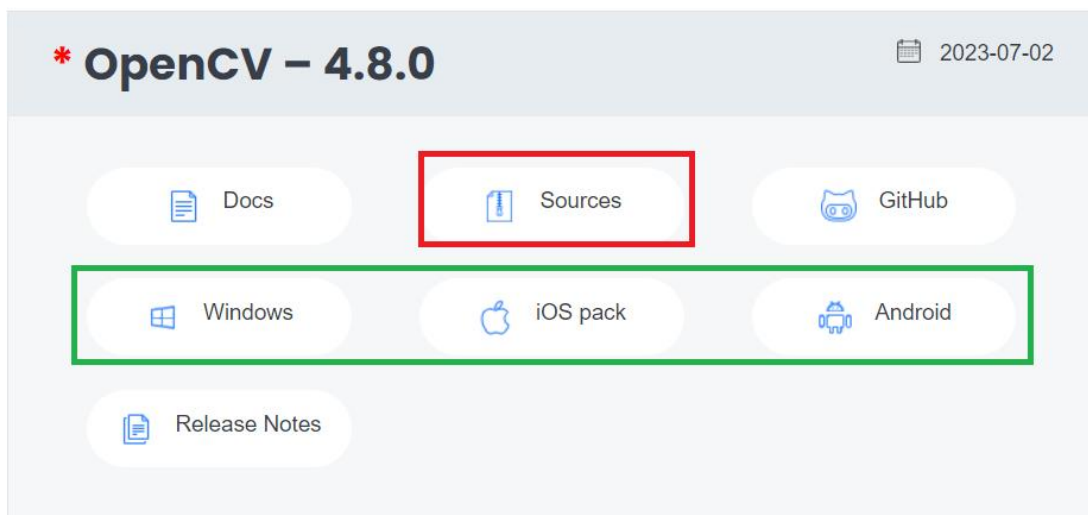 * OpenCV – 4.8.0
2023-07-02
Docs
Sources
GitHub
Windows
iOS pack
Android
Release Notes